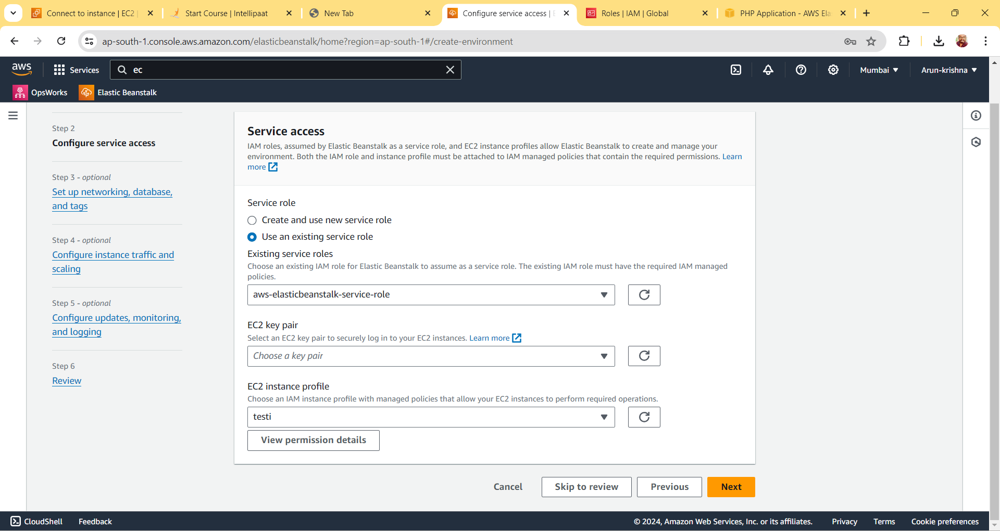 Connect to instance | EC2 |
Start Course | Intellipaat
New Tab
Configure service access | E
Roles | IAM | Global
PHP Application - AWS Ela
ap-south-1.console.aws.amazon.com/elasticbeanstalk/home?region=ap-south-1#/create-environment
aws
Services
ec
Mumbai
Arun-krishna
OpsWorks
Elastic Beanstalk
Step 2
Configure service access
Step 3 - optional
Set up networking, database,
and tags
Step 4 - optional
Configure instance traffic and
scaling
Step 5 - optional
Configure updates, monitoring,
and logging
Step 6
Review
Service access
IAM roles, assumed by Elastic Beanstalk as a service role, and EC2 instance profiles allow Elastic Beanstalk to create and manage your
environment. Both the IAM role and instance profile must be attached to IAM managed policies that contain the required permissions. Learn
more
Service role
Create and use new service role
Use an existing service role
Existing service roles
Choose an existing IAM role for Elastic Beanstalk to assume as a service role. The existing IAM role must have the required IAM managed
policies.
aws-elasticbeanstalk-service-role
EC2 key pair
Select an EC2 key pair to securely log in to your EC2 instances. Learn more
Choose a key pair
EC2 instance profile
Choose an IAM instance profile with managed policies that allow your EC2 instances to perform required operations.
testi
View permission details
Cancel
Skip to review
Previous
Next
CloudShell
Feedback
© 2024, Amazon Web Services, Inc. or its affiliates.
Privacy
Terms
Cookie preferences